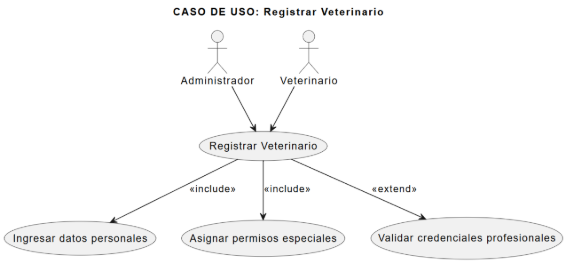 CASO DE USO: Registrar Veterinario
Administrador
Veterinario
Registrar Veterinario
«include»
«include»
«extend»
Ingresar datos personales
Asignar permisos especiales
Validar credenciales profesionales